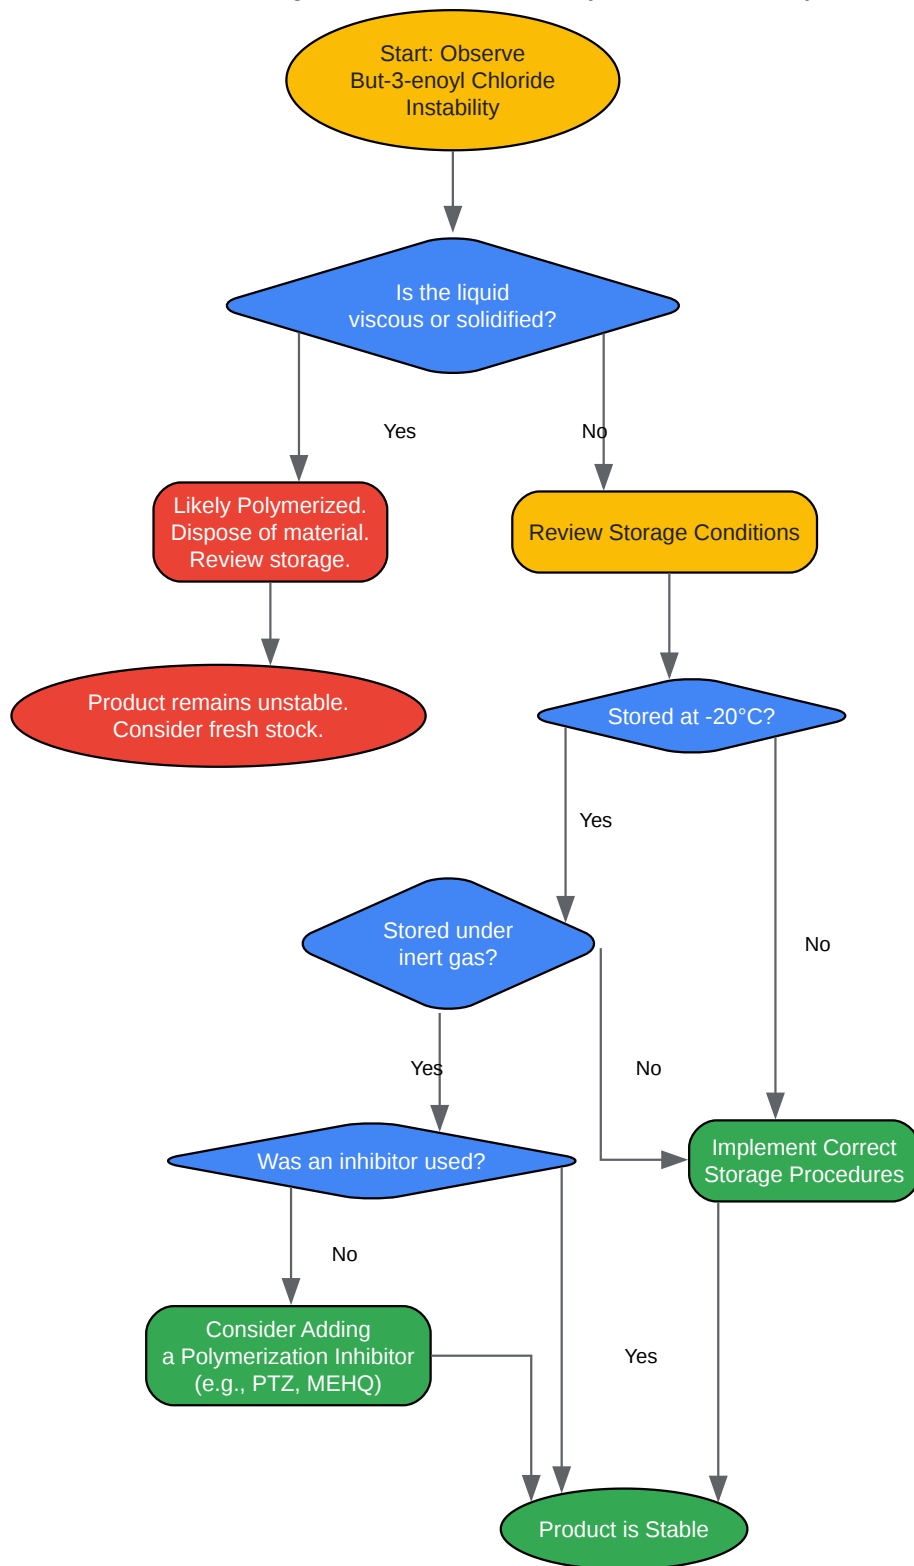 Start: Observe
But-3-enoyl Chloride
Instability
Is the liquid
viscous or solidified?
Yes
No
Likely Polymerized.
Dispose of material.
Review storage.
Review Storage Conditions
Product remains unstable.
Consider fresh stock.
Stored at -20°C?
Yes
Stored under
inert gas?
No
Yes
No
Was an inhibitor used?
Implement Correct
Storage Procedures
No
Consider Adding
a Polymerization Inhibitor
(e.g., PTZ, MEHQ)
Yes
Product is Stable